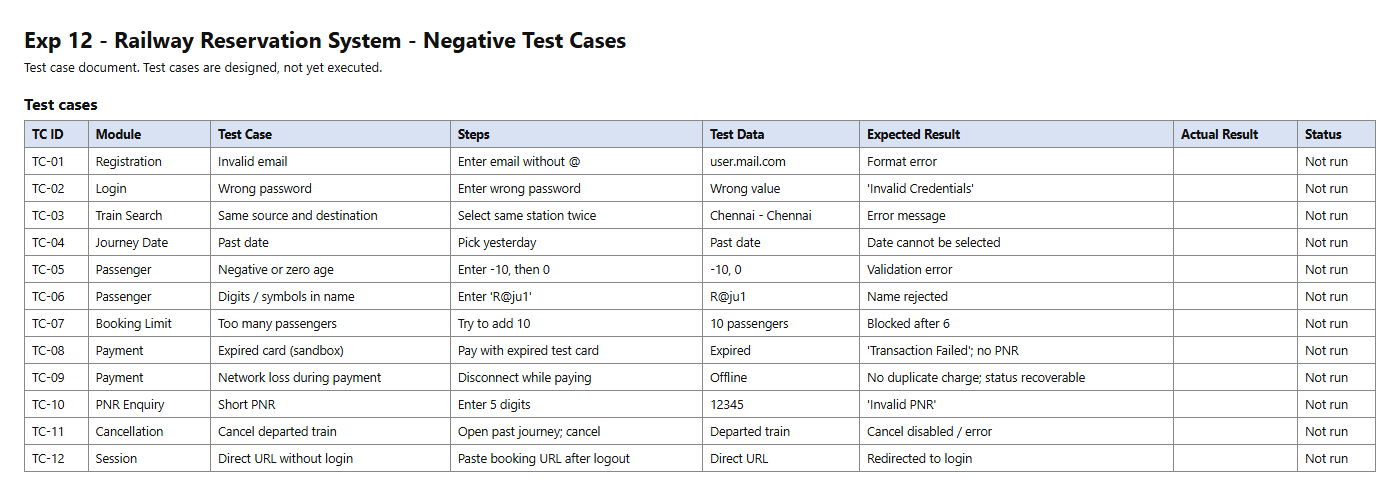 Exp 12 - Railway Reservation System - Negative Test Cases
Test case document. Test cases are designed, not yet executed.
Test cases
TC ID Module Test Case Steps Test Data Expected Result Actual Result Status
TC-01 Registration Invalid email Enter email without @ user.mail.com Format error Not run
TC-02 Login Wrong password Enter wrong password Wrong value 'Invalid Credentials' Not run
TC-03 Train Search Same source and destination Select same station twice Chennai - Chennai Error message Not run
TC-04 Journey Date Past date Pick yesterday Past date Date cannot be selected Not run
TC-05 Passenger Negative or zero age Enter -10, then 0 -10, 0 Validation error Not run
TC-06 Passenger Digits / symbols in name Enter 'R@ju1' R@ju1 Name rejected Not run
TC-07 Booking Limit Too many passengers Try to add 10 10 passengers Blocked after 6 Not run
TC-08 Payment Expired card (sandbox) Pay with expired test card Expired 'Transaction Failed'; no PNR Not run
TC-09 Payment Network loss during payment Disconnect while paying Offline No duplicate charge; status recoverable Not run
TC-10 PNR Enquiry Short PNR Enter 5 digits 12345 'Invalid PNR' Not run
TC-11 Cancellation Cancel departed train Open past journey; cancel Departed train Cancel disabled / error Not run
TC-12 Session Direct URL without login Paste booking URL after logout Direct URL Redirected to login Not run